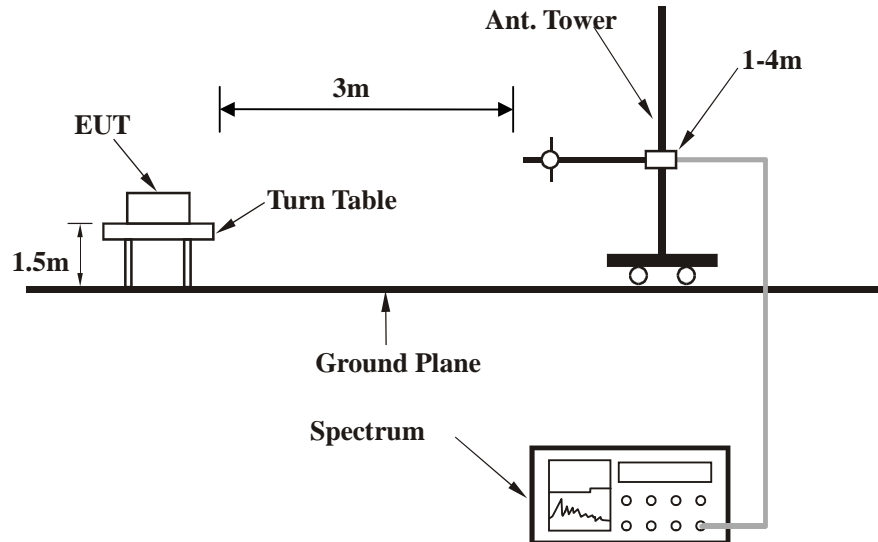 Ant. Tower
1-4m
3m
EUT
Turn Table
1.5m
Ground Plane
Spectrum